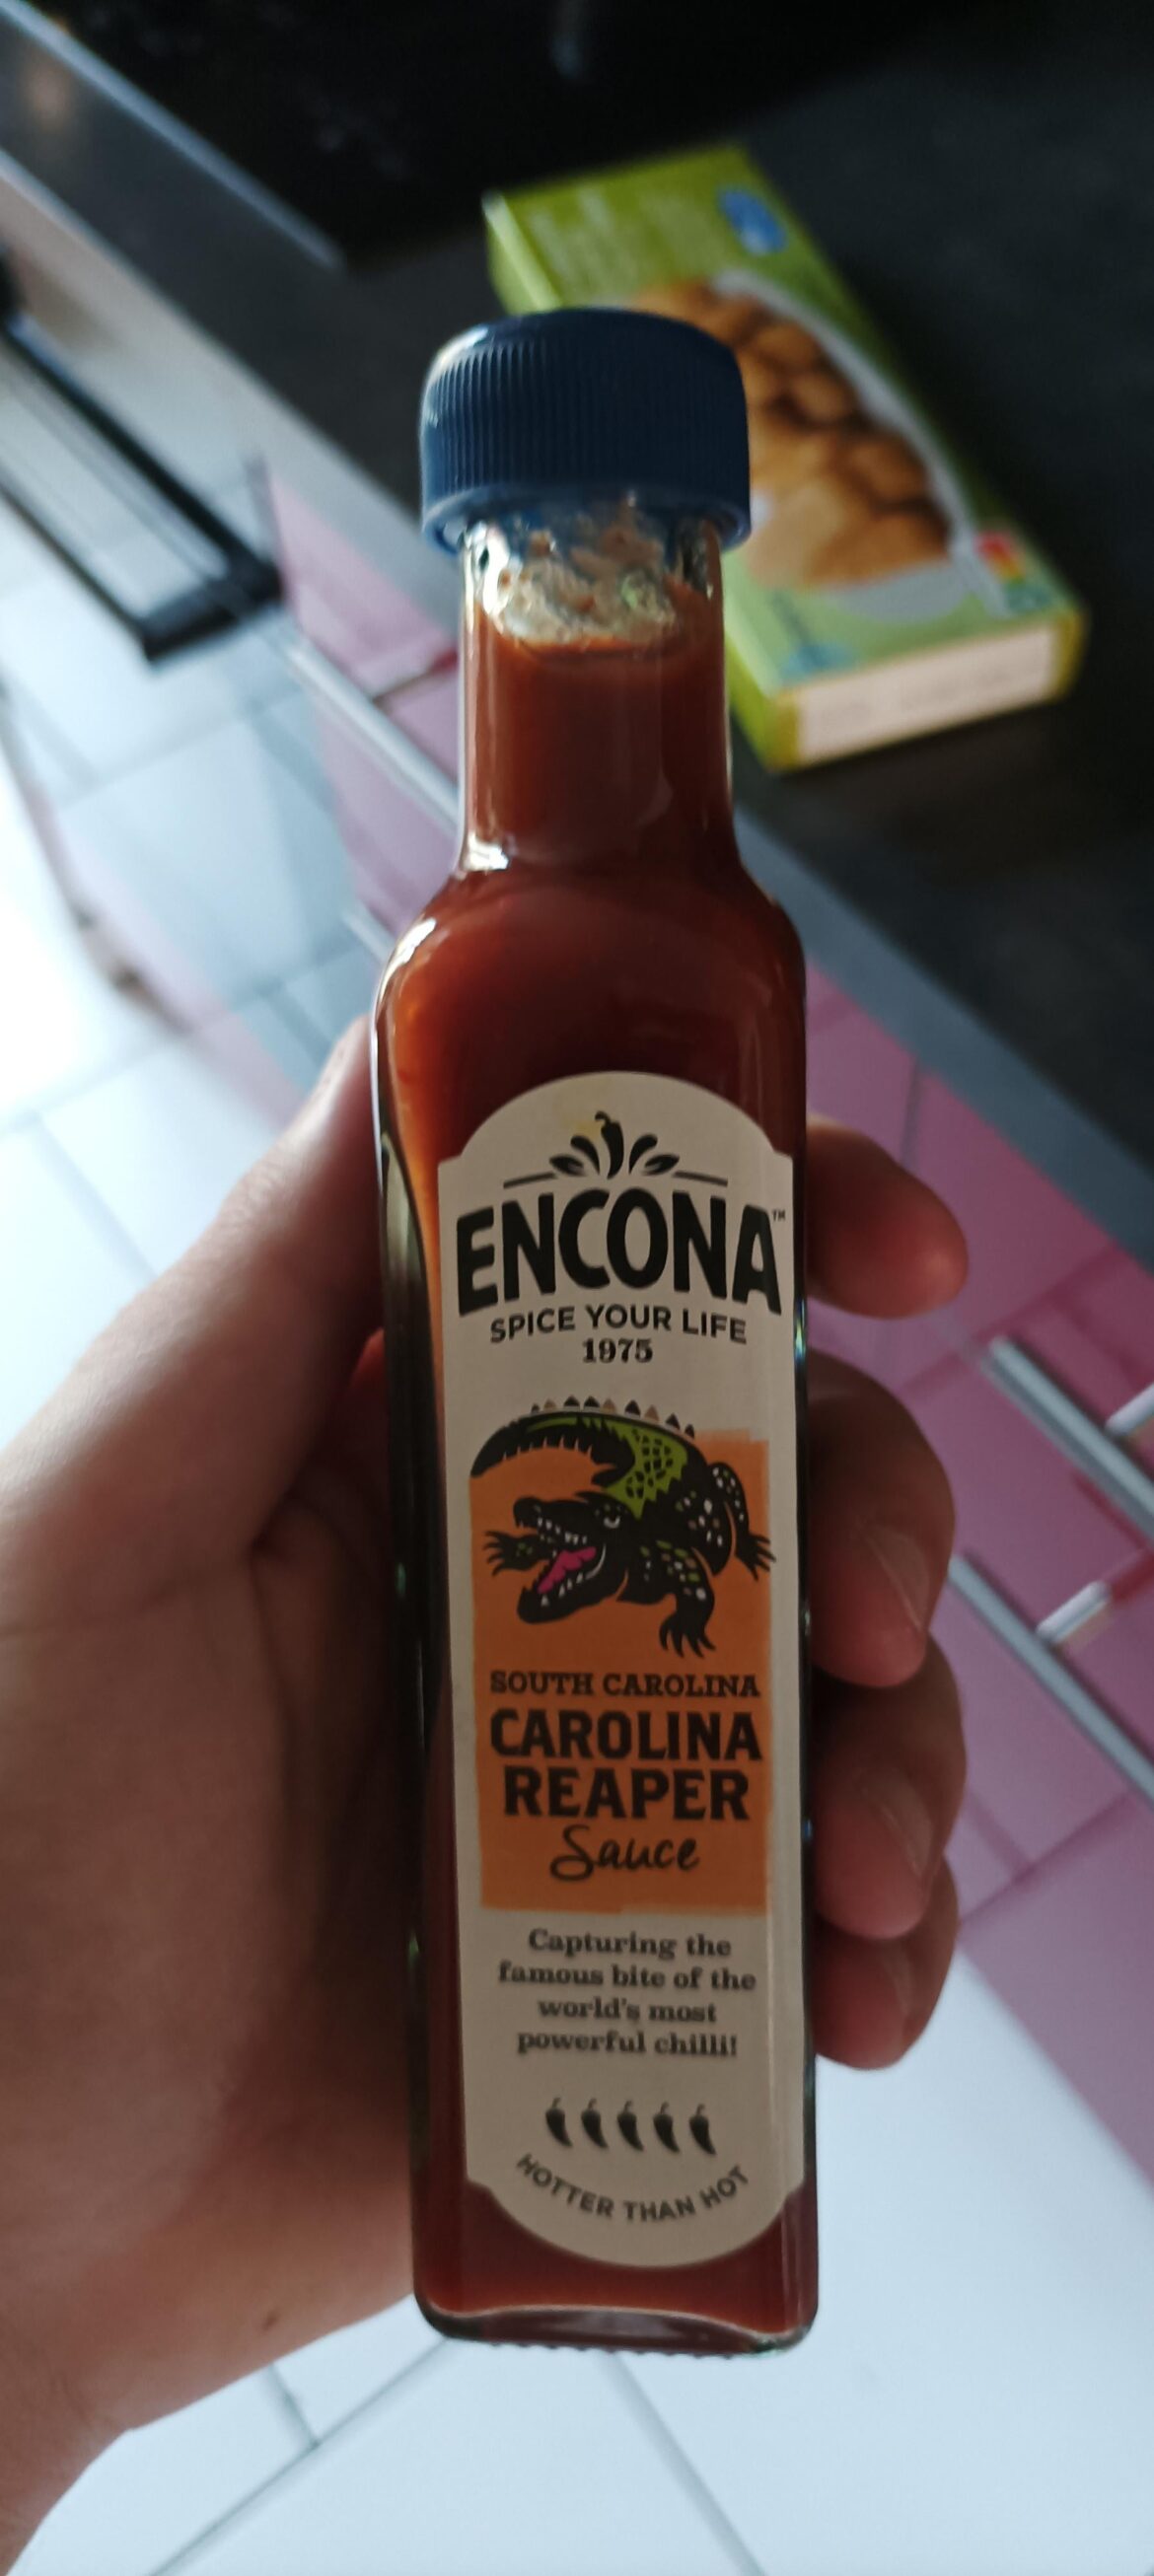 ENCONA™
SPICE YOUR LIFE
1975
SOUTH CAROLINA
CAROLINA
REAPER
Sauce
Capturing the
famous bite of the
world's most
powerful chilli!
HOTTER THAN HOT